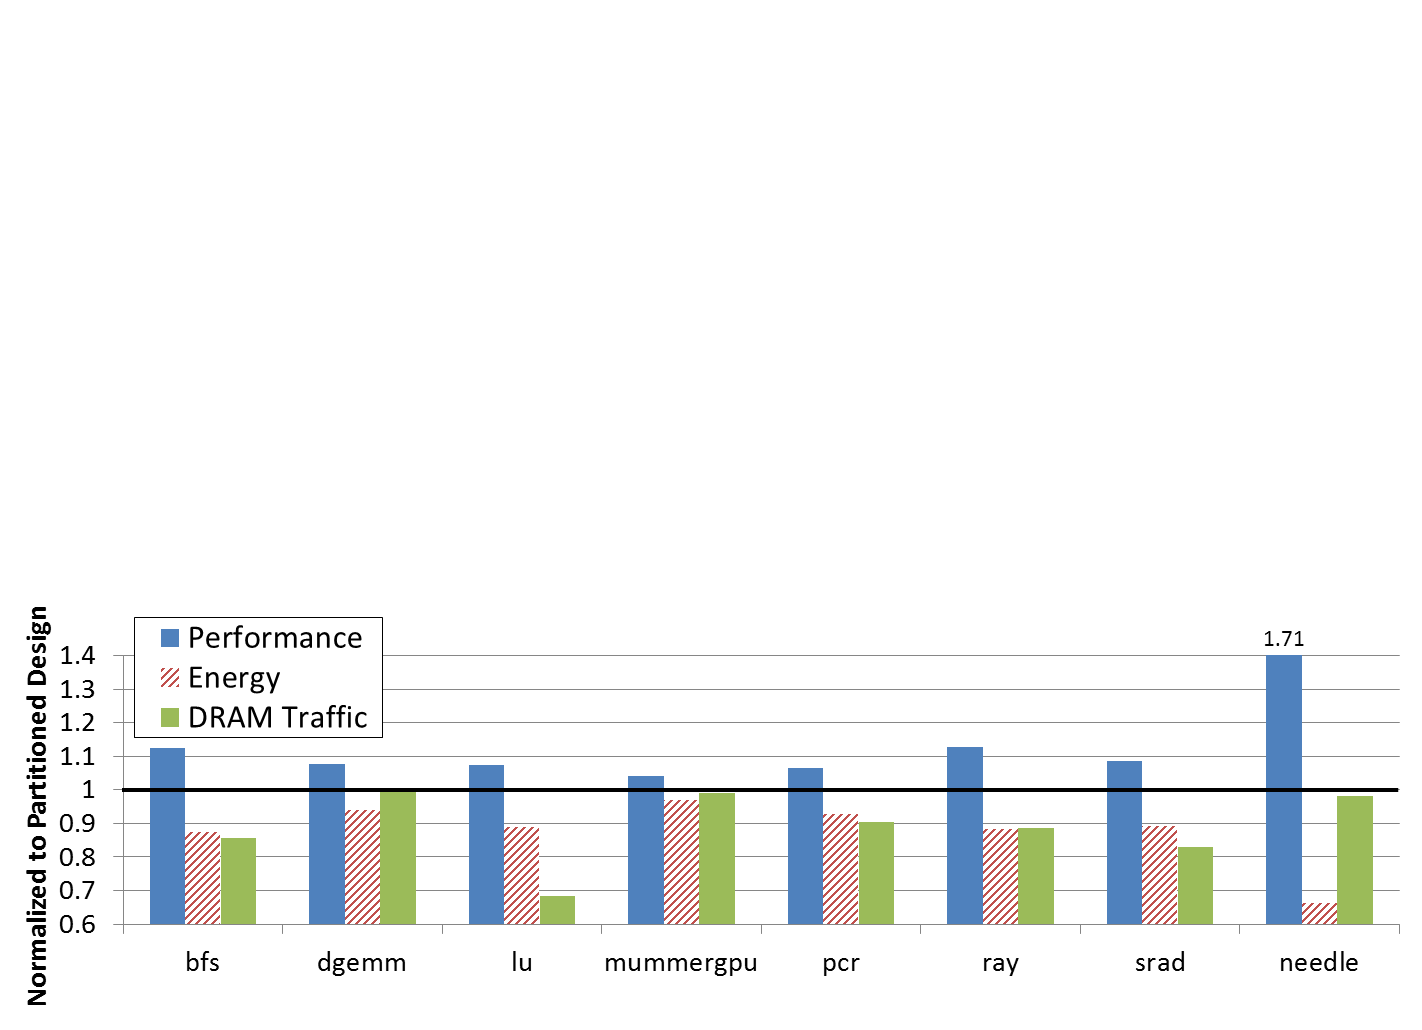 Normalized to Partitioned Design
Performance
Energy
DRAM Traffic
1.71
1.4
1.3
1.2
1.1
1
0.9
0.8
0.7
0.6
bfs
dgemm
lu
mummergpu
pcr
ray
srad
needle